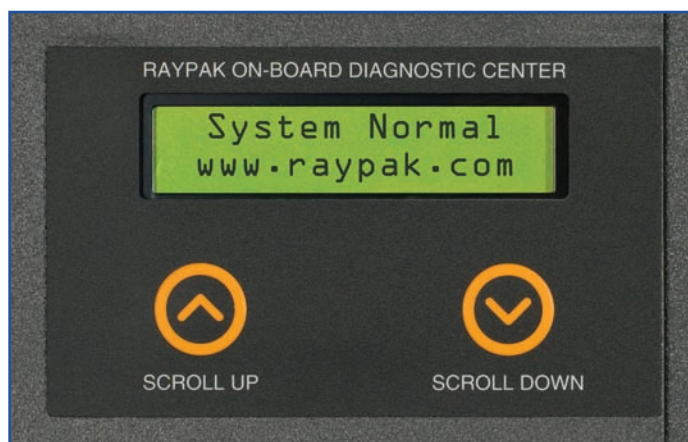 RAYPAK ON-BOARD DIAGNOSTIC CENTER
System Normal
www.raypak.com
SCROLL UP
SCROLL DOWN